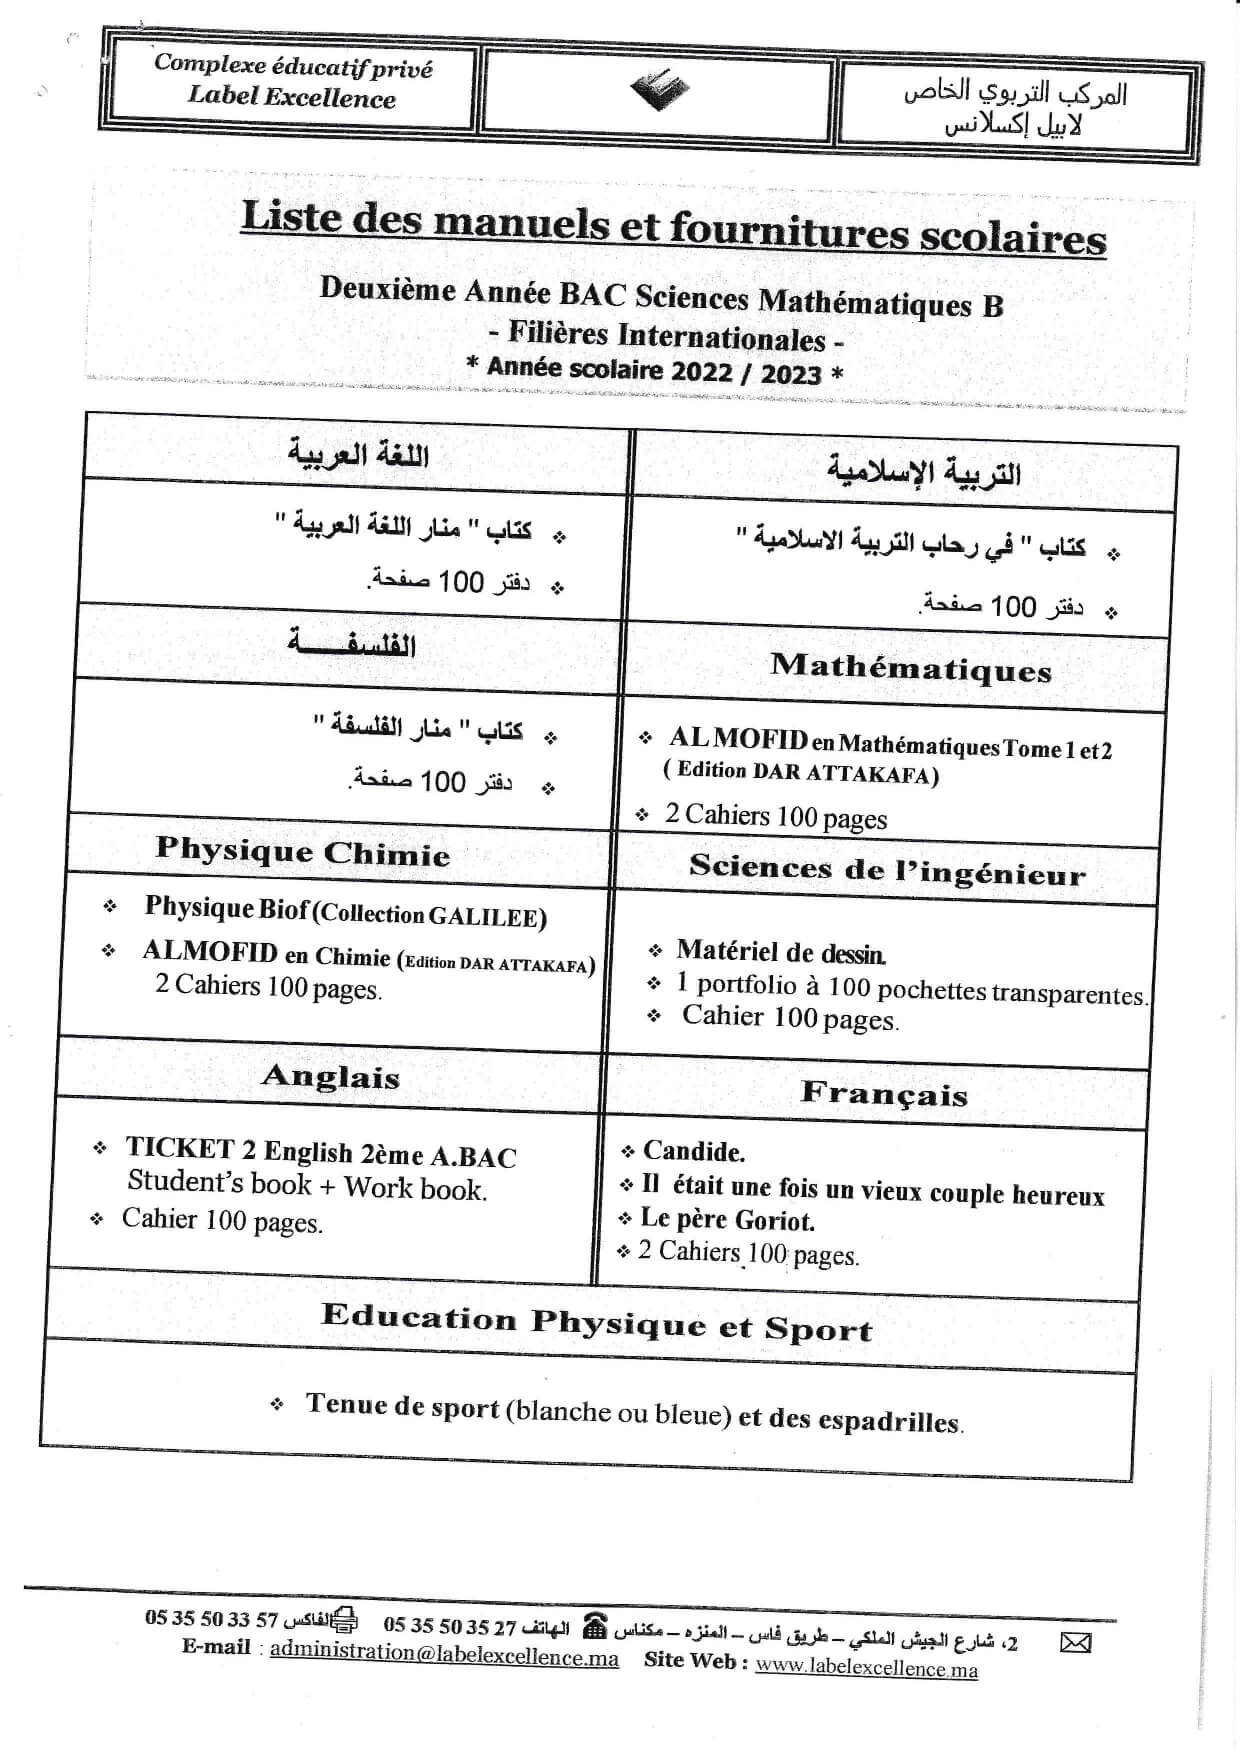 Complexe éducatif privé
Label Excellence
المركب التربوي الخاص
لابيل إكسلانس
Liste des manuels et fournitures scolaires
Deuxième Année BAC Sciences Mathématiques B
- Filières Internationales -
* Année scolaire 2022 / 2023 *
اللغة العربية
❖ كتاب " منار اللغة العربية "
❖ دفتر 100 صفحة.
التربية الإسلامية
❖ كتاب " في رحاب التربية الاسلامية "
❖ دفتر 100 صفحة.
الفلسفـــــة
❖ كتاب " منار الفلسفة "
❖ دفتر 100 صفحة.
Mathématiques
❖ AL MOFID en Mathématiques Tome 1 et 2
( Edition DAR ATTAKAFA)
❖ 2 Cahiers 100 pages
Physique Chimie
❖ Physique Biof (Collection GALILEE)
❖ ALMOFID en Chimie (Edition DAR ATTAKAFA)
2 Cahiers 100 pages.
Sciences de l'ingénieur
❖ Matériel de dessin.
❖ 1 portfolio à 100 pochettes transparentes.
❖ Cahier 100 pages.
Anglais
❖ TICKET 2 English 2ème A.BAC
Student's book + Work book.
❖ Cahier 100 pages.
Français
❖ Candide.
❖ Il était une fois un vieux couple heureux
❖ Le père Goriot.
❖ 2 Cahiers 100 pages.
Education Physique et Sport
❖ Tenue de sport (blanche ou bleue) et des espadrilles.
2، شارع الجيش الملكي – طريق فاس – المنزه – مكناس الهاتف 05 35 50 35 27 الفاكس 05 35 50 33 57
E-mail : administration@labelexcellence.ma Site Web : www.labelexcellence.ma